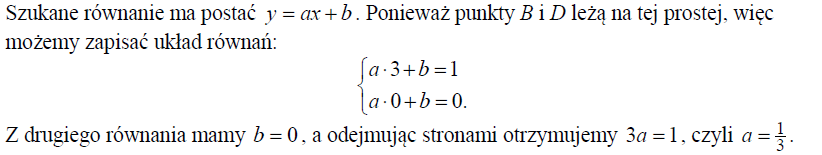 Szukane równanie ma postać y = ax + b. Ponieważ punkty B i D leżą na tej prostej, więc
możemy zapisać układ równań:
{a·3+b=1
a·0+b=0.
Z drugiego równania mamy b = 0, a odejmując stronami otrzymujemy 3a = 1, czyli a = 1/3.